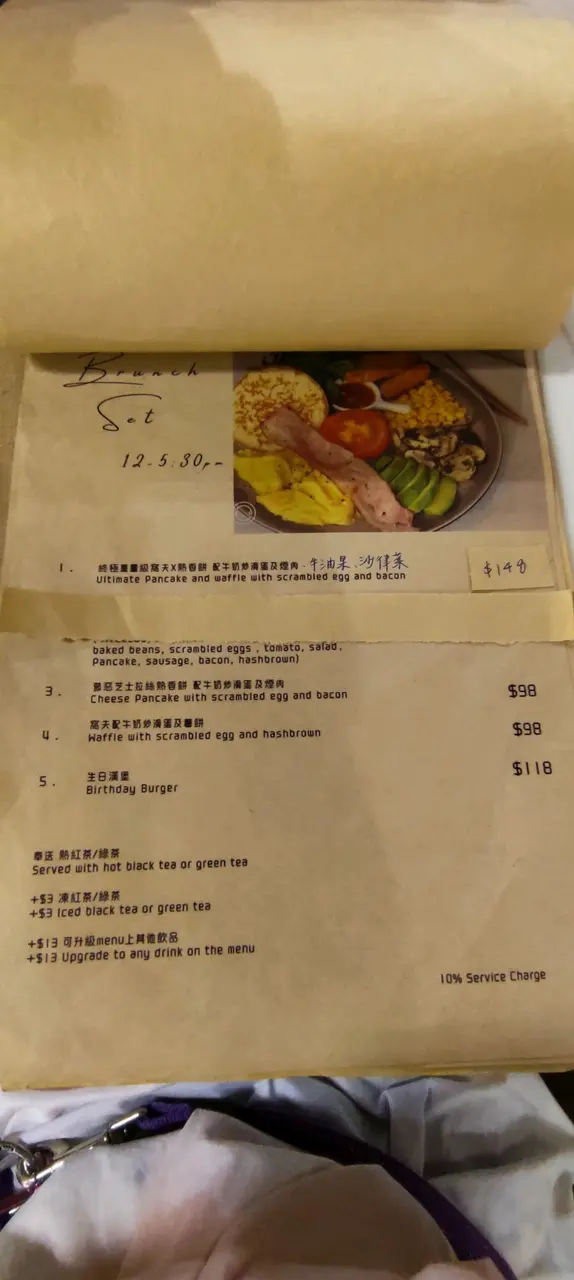 Brunch
Set
12-5:30pm
1. 終極重量級窩夫X熱香餅 配牛奶炒滑蛋及煙肉、牛油果、沙律菜 $148
Ultimate Pancake and waffle with scrambled egg and bacon
baked beans, scrambled eggs , tomato, salad,
Pancake, sausage, bacon, hashbrown)
3. 芝士拉絲熱香餅 配牛奶炒滑蛋及煙肉 $98
Cheese Pancake with scrambled egg and bacon
4. 窩夫配牛奶炒滑蛋及薯餅 $98
Waffle with scrambled egg and hashbrown
5. 生日漢堡 $118
Birthday Burger
奉送 熱紅茶/綠茶
Served with hot black tea or green tea
+$3 凍紅茶/綠茶
+$3 Iced black tea or green tea
+$13 可升級menu上其他飲品
+$13 Upgrade to any drink on the menu
10% Service Charge